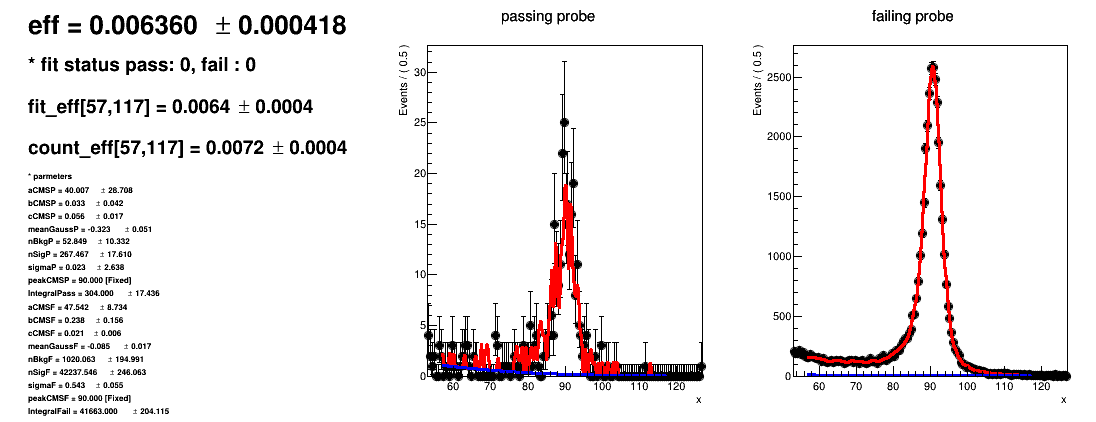 eff = 0.006360 ± 0.000418
* fit status pass: 0, fail : 0
fit_eff[57,117] = 0.0064 ± 0.0004
count_eff[57,117] = 0.0072 ± 0.0004
* parmeters
aCMSP = 40.007 ± 28.708
bCMSP = 0.033 ± 0.042
cCMSP = 0.056 ± 0.017
meanGaussP = -0.323 ± 0.051
nBkgP = 52.849 ± 10.332
nSigP = 267.467 ± 17.610
sigmaP = 0.023 ± 2.638
peakCMSP = 90.000 [Fixed]
IntegralPass = 304.000 ± 17.436
aCMSF = 47.542 ± 8.734
bCMSF = 0.238 ± 0.156
cCMSF = 0.021 ± 0.006
meanGaussF = -0.085 ± 0.017
nBkgF = 1020.063 ± 194.991
nSigF = 42237.546 ± 246.063
sigmaF = 0.543 ± 0.055
peakCMSF = 90.000 [Fixed]
IntegralFail = 41663.000 ± 204.115
passing probe
Events / ( 0.5 )
30
25
20
15
10
5
0
60 70 80 90 100 110 120
x
failing probe
Events / ( 0.5 )
2500
2000
1500
1000
500
0
60 70 80 90 100 110 120
x